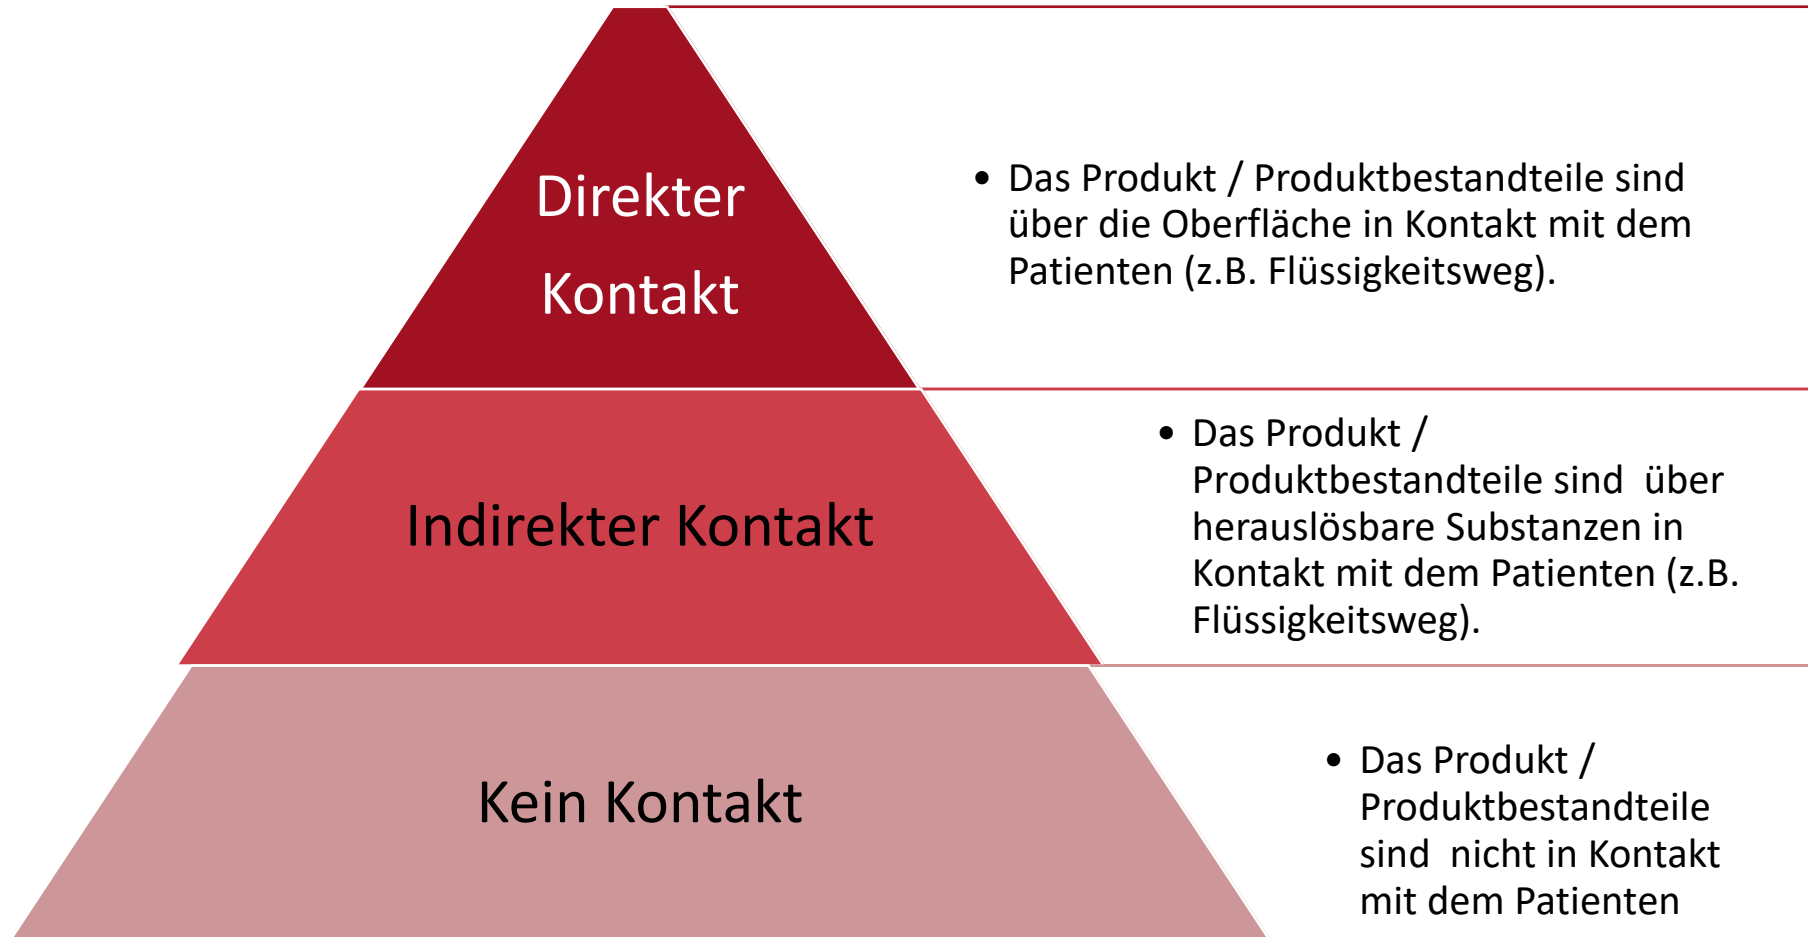 Direkter
Kontakt
• Das Produkt / Produktbestandteile sind
über die Oberfläche in Kontakt mit dem
Patienten (z.B. Flüssigkeitsweg).
Indirekter Kontakt
• Das Produkt /
Produktbestandteile sind  über
herauslösbare Substanzen in
Kontakt mit dem Patienten (z.B.
Flüssigkeitsweg).
Kein Kontakt
• Das Produkt /
Produktbestandteile
sind  nicht in Kontakt
mit dem Patienten